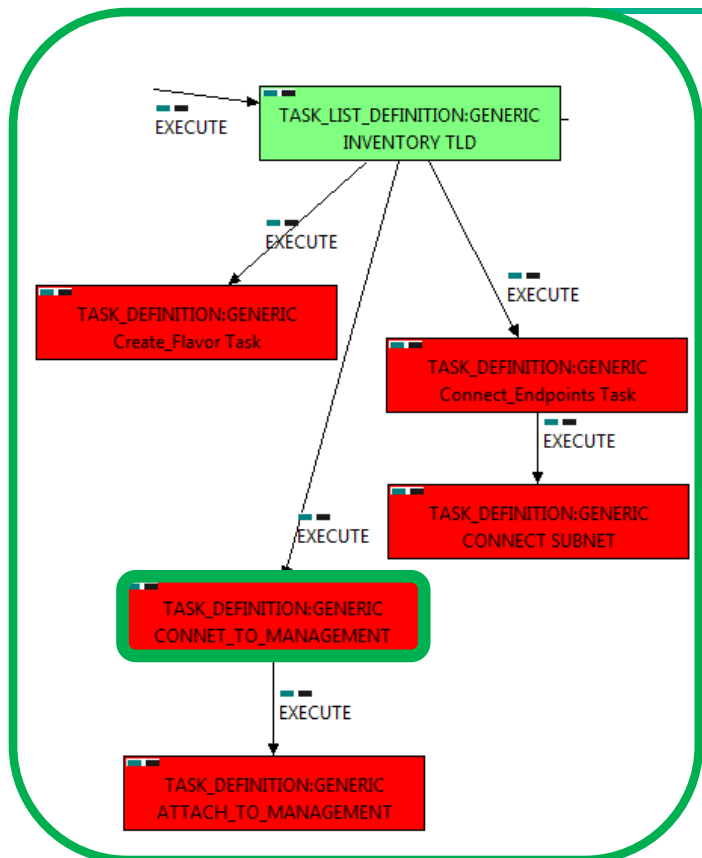 EXECUTE
TASK_LIST_DEFINITION:GENERIC
INVENTORY TLD
EXECUTE
EXECUTE
TASK_DEFINITION:GENERIC
Create_Flavor Task
TASK_DEFINITION:GENERIC
Connect_Endpoints Task
EXECUTE
TASK_DEFINITION:GENERIC
CONNECT SUBNET
EXECUTE
TASK_DEFINITION:GENERIC
CONNET_TO_MANAGEMENT
EXECUTE
TASK_DEFINITION:GENERIC
ATTACH_TO_MANAGEMENT